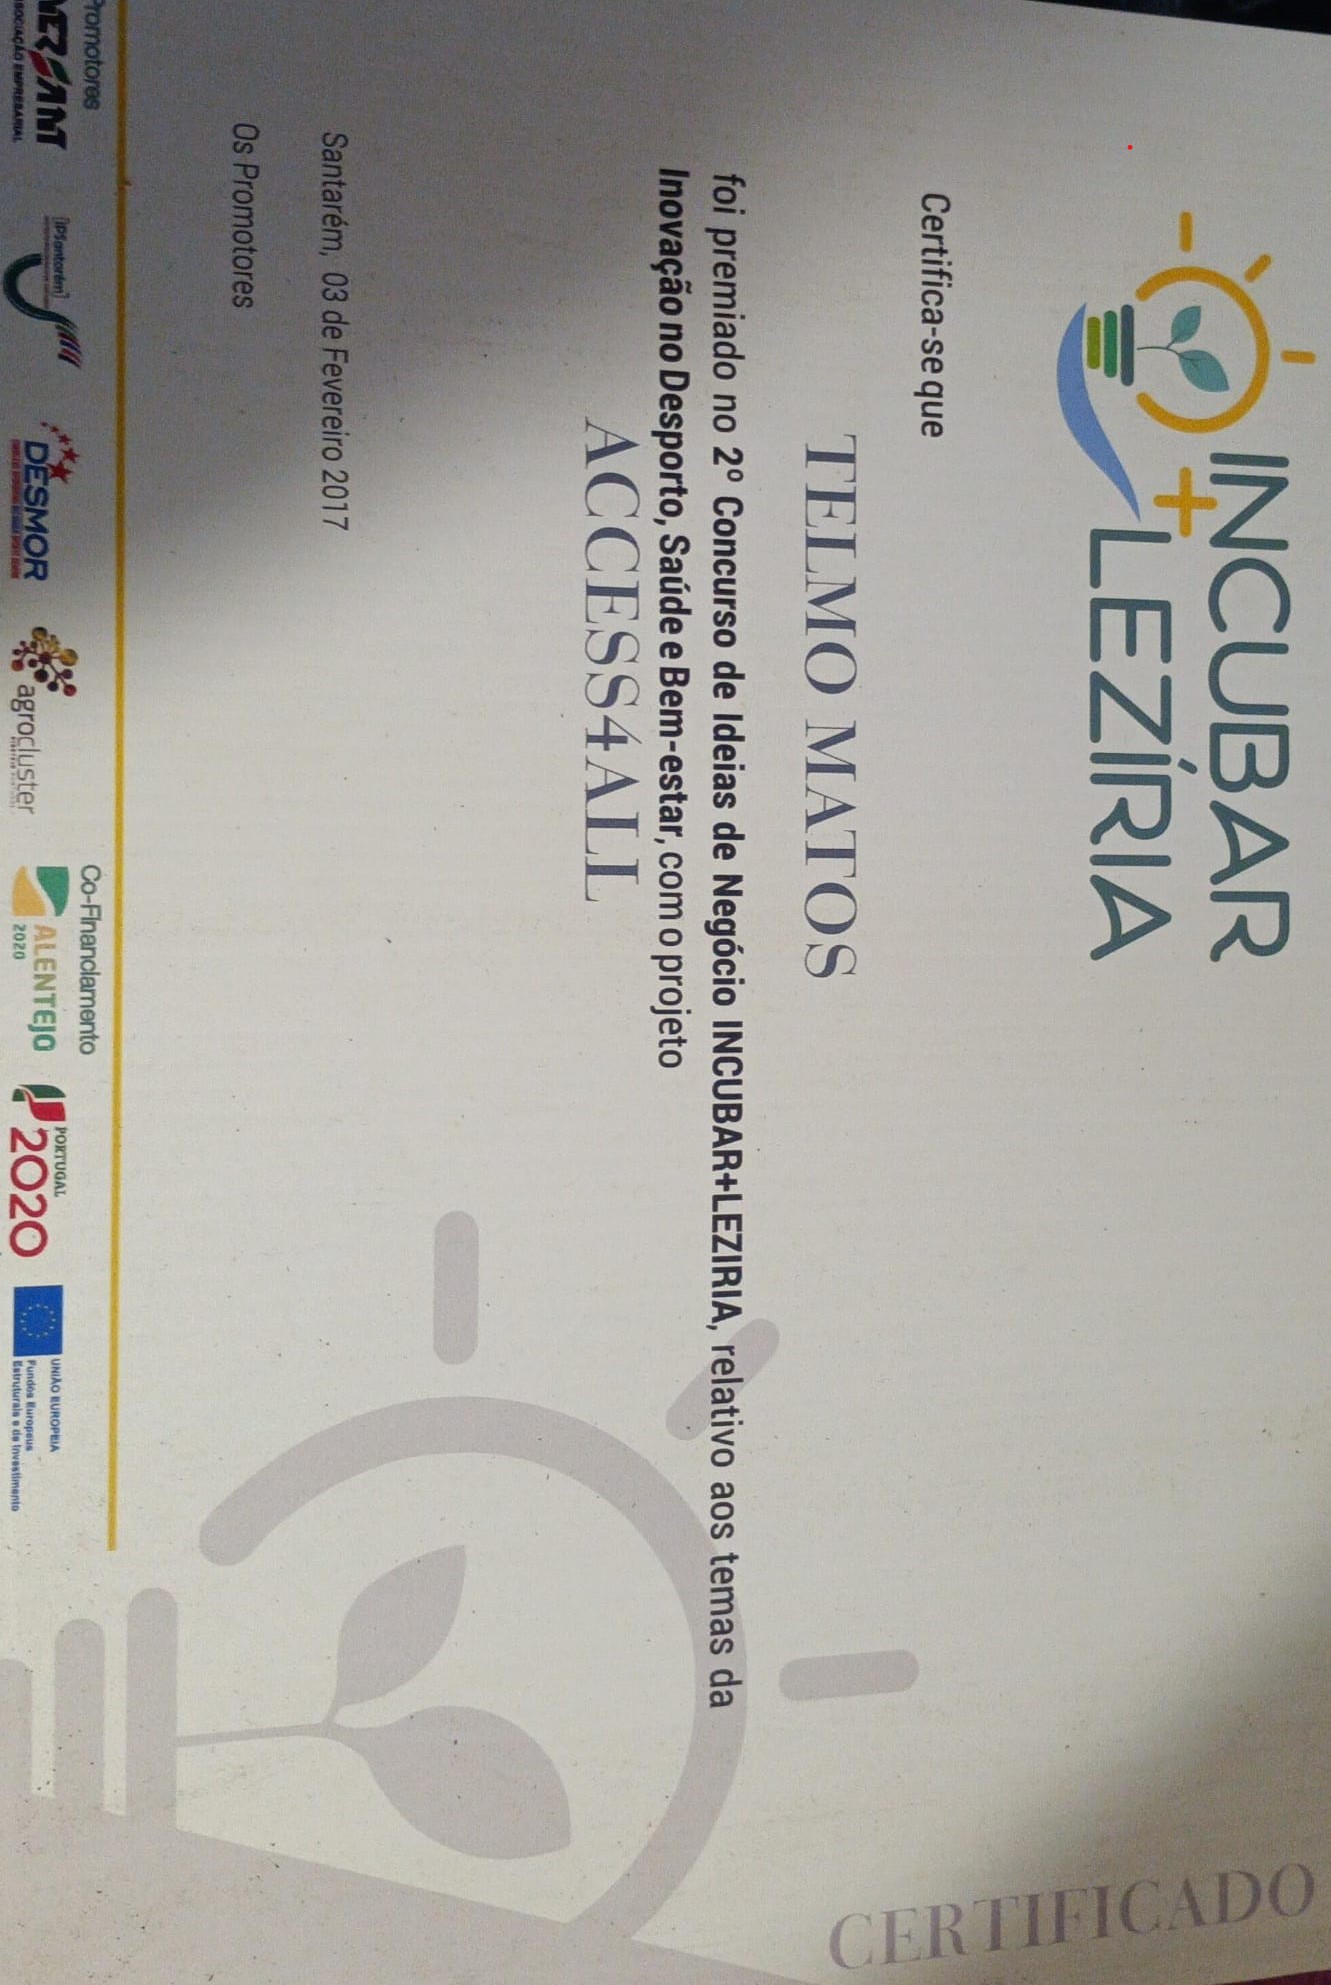 INCUBAR
+LEZÍRIA
CERTIFICADO
Certifica-se que
TELMO MATOS
foi premiado no 2º Concurso de Ideias de Negócio INCUBAR+LEZIRIA, relativo aos temas da
Inovação no Desporto, Saúde e Bem-estar, com o projeto
ACCESS4ALL
Santarém, 03 de Fevereiro 2017
Os Promotores
Promotores
Co-Financiamento
NERSANT
ASSOCIAÇÃO EMPRESARIAL
[IPSantarém]
DESMOR
agrocluster
ALENTEJO
2020
PORTUGAL
2020
UNIÃO EUROPEIA
Fundos Europeus
Estruturais e de Investimento